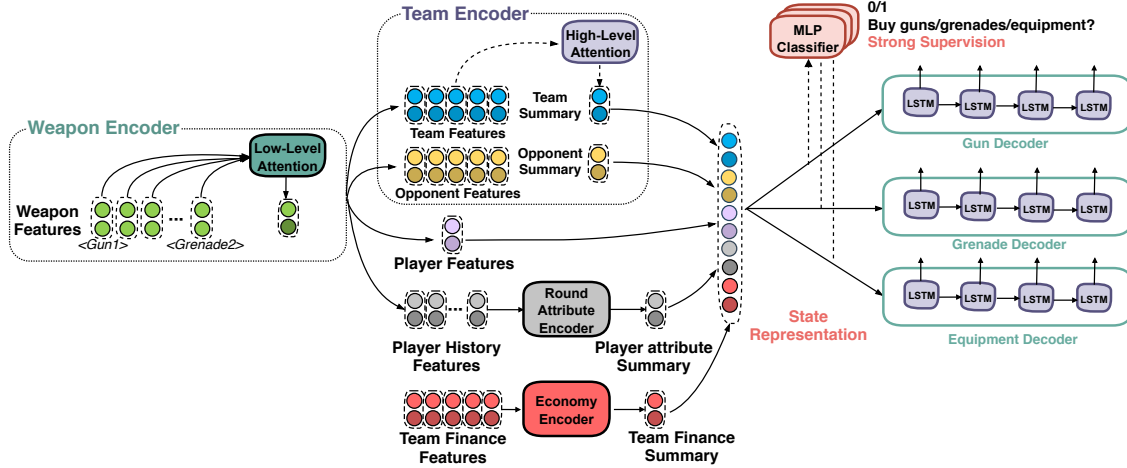 Weapon Encoder
Low-Level
Attention
Weapon
Features
...
<Gun1>
<Grenade2>
Team Encoder
High-Level
Attention
Team
Summary
Team Features
Opponent
Summary
Opponent Features
Player Features
...
Round
Attribute
Encoder
Player History
Features
Player attribute
Summary
Economy
Encoder
Team Finance
Features
Team Finance
Summary
MLP
Classifier
0/1
Buy guns/grenades/equipment?
Strong Supervision
State
Representation
LSTM LSTM LSTM LSTM
Gun Decoder
LSTM LSTM LSTM LSTM
Grenade Decoder
LSTM LSTM LSTM LSTM
Equipment Decoder